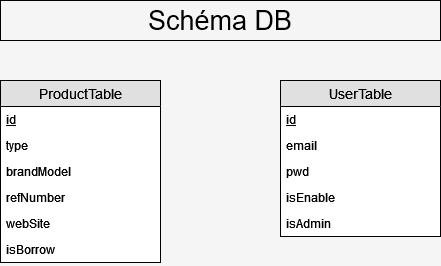 Schéma DB
ProductTable
id
type
brandModel
refNumber
webSite
isBorrow
UserTable
id
email
pwd
isEnable
isAdmin